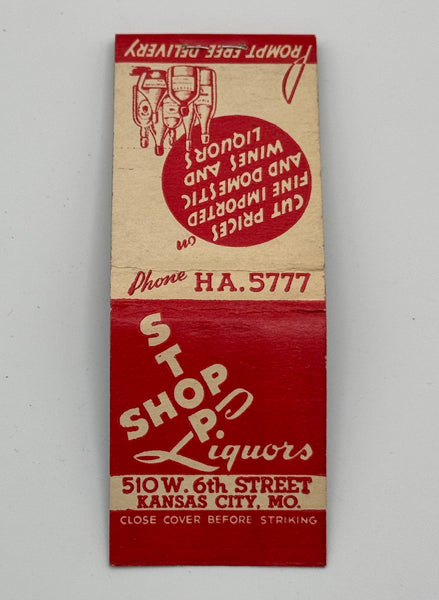 PROMPT FREE DELIVERY
CUT PRICES
on
FINE IMPORTED
AND DOMESTIC
WINES AND
LIQUORS
Phone HA.5777
STOP
SHOP
Liquors
510 W. 6th STREET
KANSAS CITY, MO.
CLOSE COVER BEFORE STRIKING